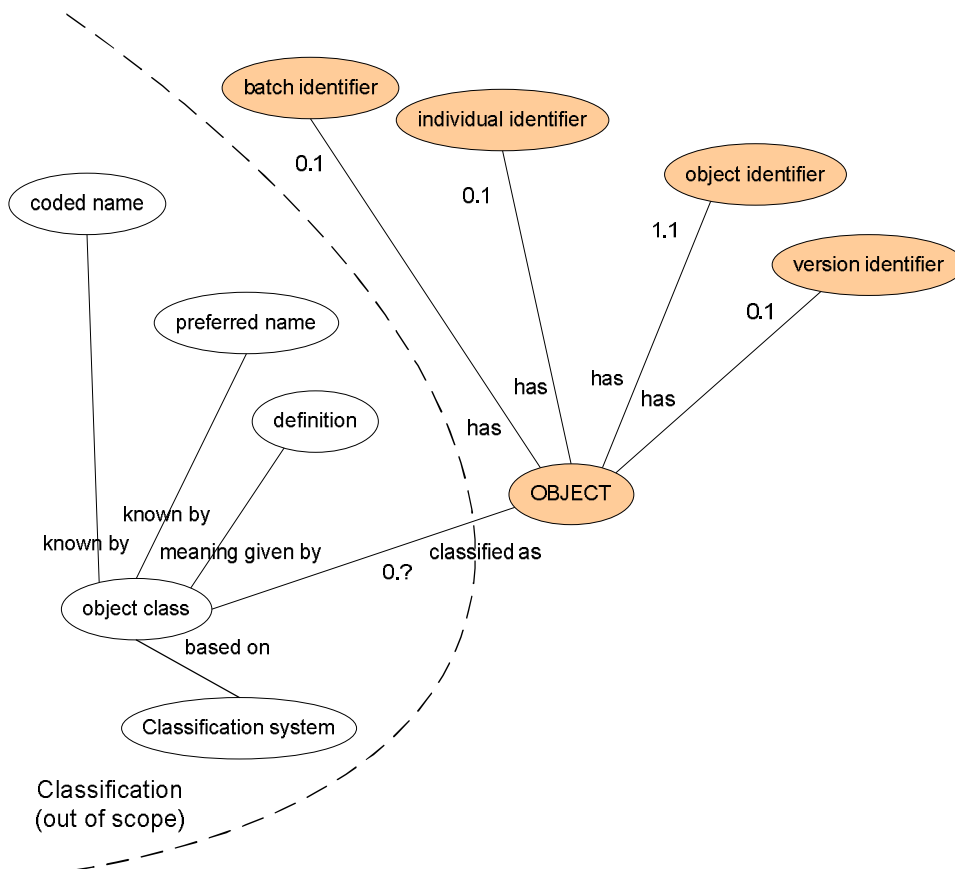 batch identifier
individual identifier
0.1
object identifier
0.1
coded name
1.1
version identifier
0.1
preferred name
has
has
has
definition
has
OBJECT
known by
known by
meaning given by
classified as
0.?
object class
based on
Classification system
Classification
(out of scope)